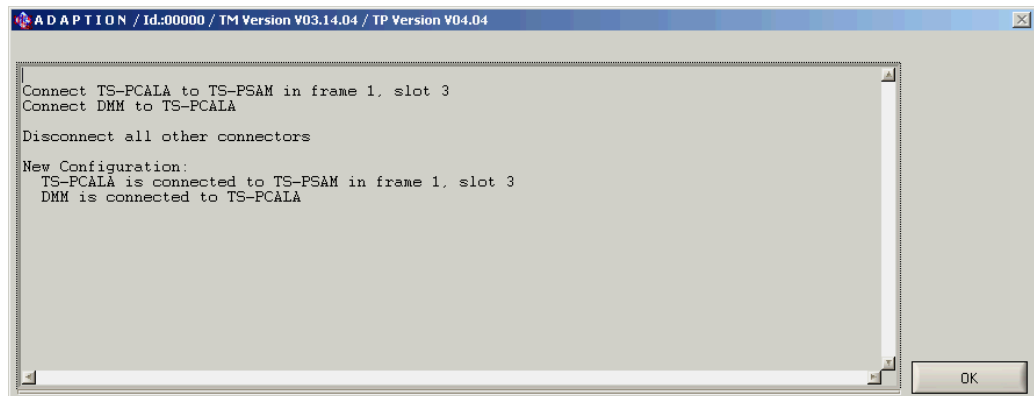 A D A P T I O N / Id.:00000 / TM Version V03.14.04 / TP Version V04.04
Connect TS-PCALA to TS-PSAM in frame 1, slot 3
Connect DMM to TS-PCALA
Disconnect all other connectors
New Configuration:
TS-PCALA is connected to TS-PSAM in frame 1, slot 3
DMM is connected to TS-PCALA
OK